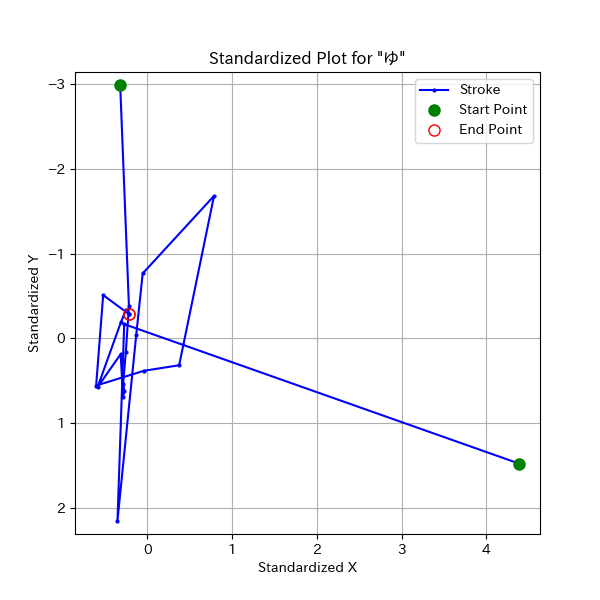 Standardized Plot for "ゆ"
Stroke
Start Point
End Point
Standardized Y
−3
−2
−1
0
1
2
0 1 2 3 4
Standardized X